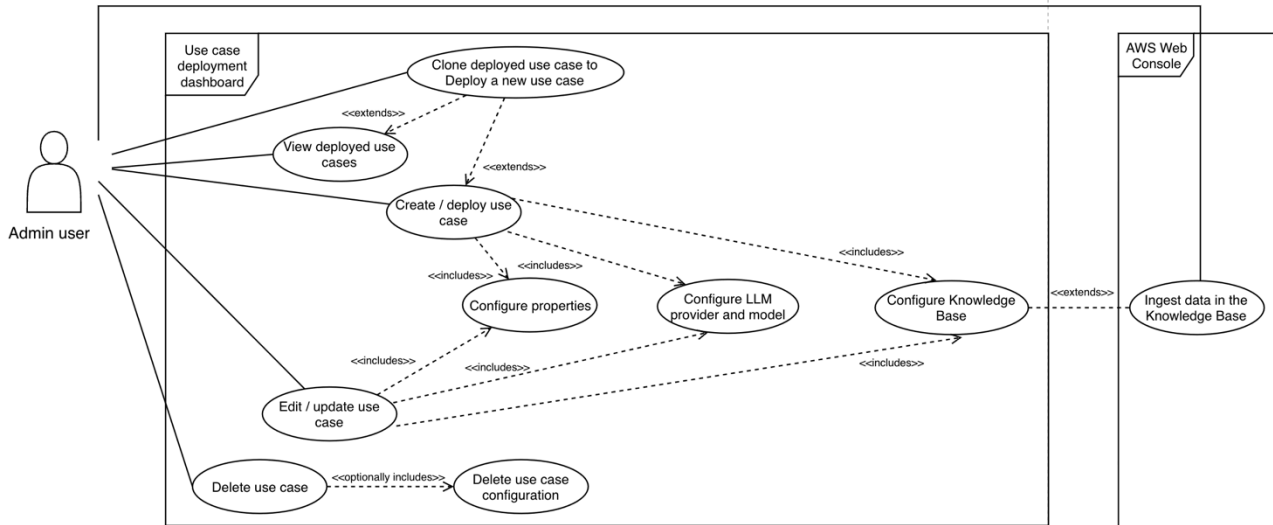 Use case
deployment
dashboard
Clone deployed use case to
Deploy a new use case
AWS Web
Console
<<extends>>
View deployed use
cases
<<extends>>
Admin user
Create / deploy use
case
<<includes>>
<<includes>>
<<includes>>
Configure properties
Configure LLM
provider and model
Configure Knowledge
Base
<<extends>>
Ingest data in the
Knowledge Base
<<includes>>
<<includes>>
<<includes>>
Edit / update use
case
Delete use case
<<optionally includes>>
Delete use case
configuration